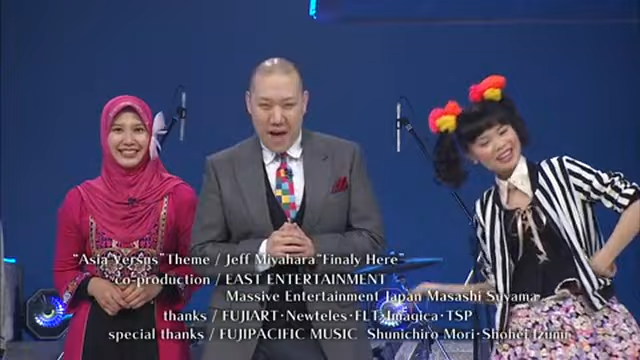 "Asia Versus"Theme / Jeff Miyahara"Finaly Here"
co-production / EAST ENTERTAINMENT
Massive Entertainment Japan Masashi Suyama
thanks / FUJIART·Newteles·FLT·Imagica·TSP
special thanks / FUJIPACIFIC MUSIC Shunichiro Mori·Shohei Izumi